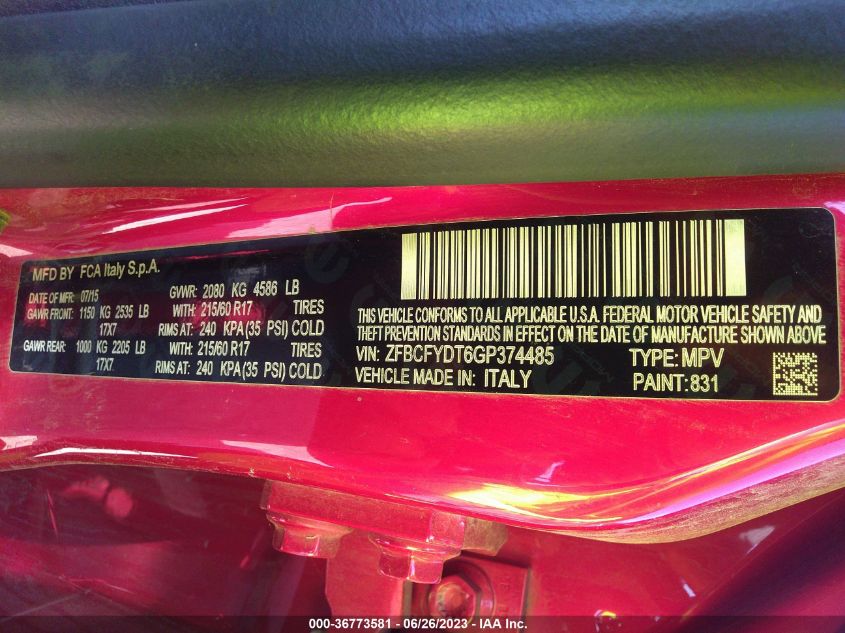 MFD BY FCA Italy S.p.A.
DATE OF MFR: 07/15 GVWR: 2080 KG 4586 LB
GAWR FRONT: 1150 KG 2535 LB WITH: 215/60 R17 TIRES
17X7 RIMS AT: 240 KPA (35 PSI) COLD
GAWR REAR: 1000 KG 2205 LB WITH: 215/60 R17 TIRES
17X7 RIMS AT: 240 KPA (35 PSI) COLD
THIS VEHICLE CONFORMS TO ALL APPLICABLE U.S.A. FEDERAL MOTOR VEHICLE SAFETY AND
THEFT PREVENTION STANDARDS IN EFFECT ON THE DATE OF MANUFACTURE SHOWN ABOVE
VIN: ZFBCFYDT6GP374485 TYPE: MPV
VEHICLE MADE IN: ITALY PAINT: 831
000-36773581 - 06/26/2023 - IAA Inc.